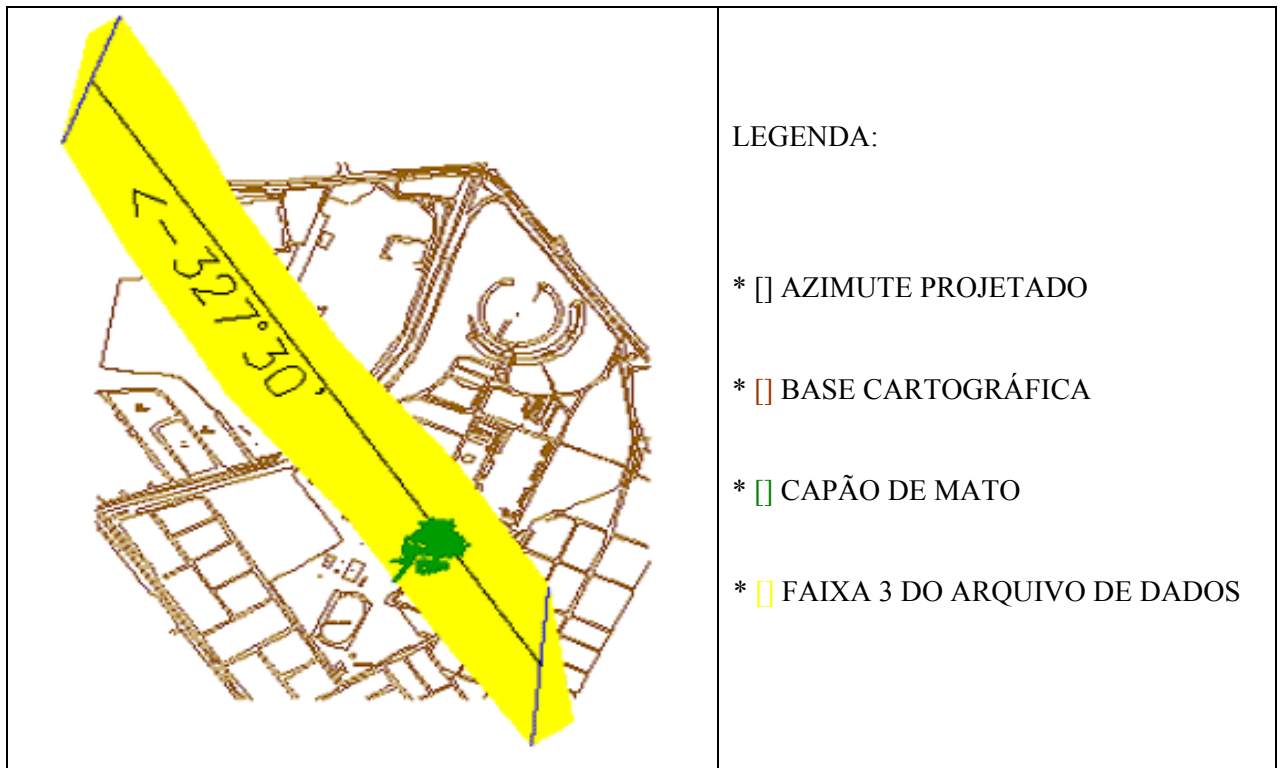 <-327°30'
LEGENDA:
* [] AZIMUTE PROJETADO
* [] BASE CARTOGRÁFICA
* [] CAPÃO DE MATO
* [] FAIXA 3 DO ARQUIVO DE DADOS